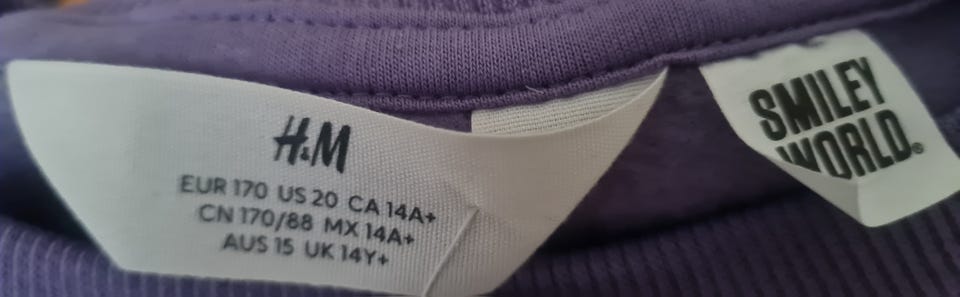 H&M
EUR 170 US 20 CA 14A+
CN 170/88 MX 14A+
AUS 15 UK 14Y+
SMILEY
WORLD®